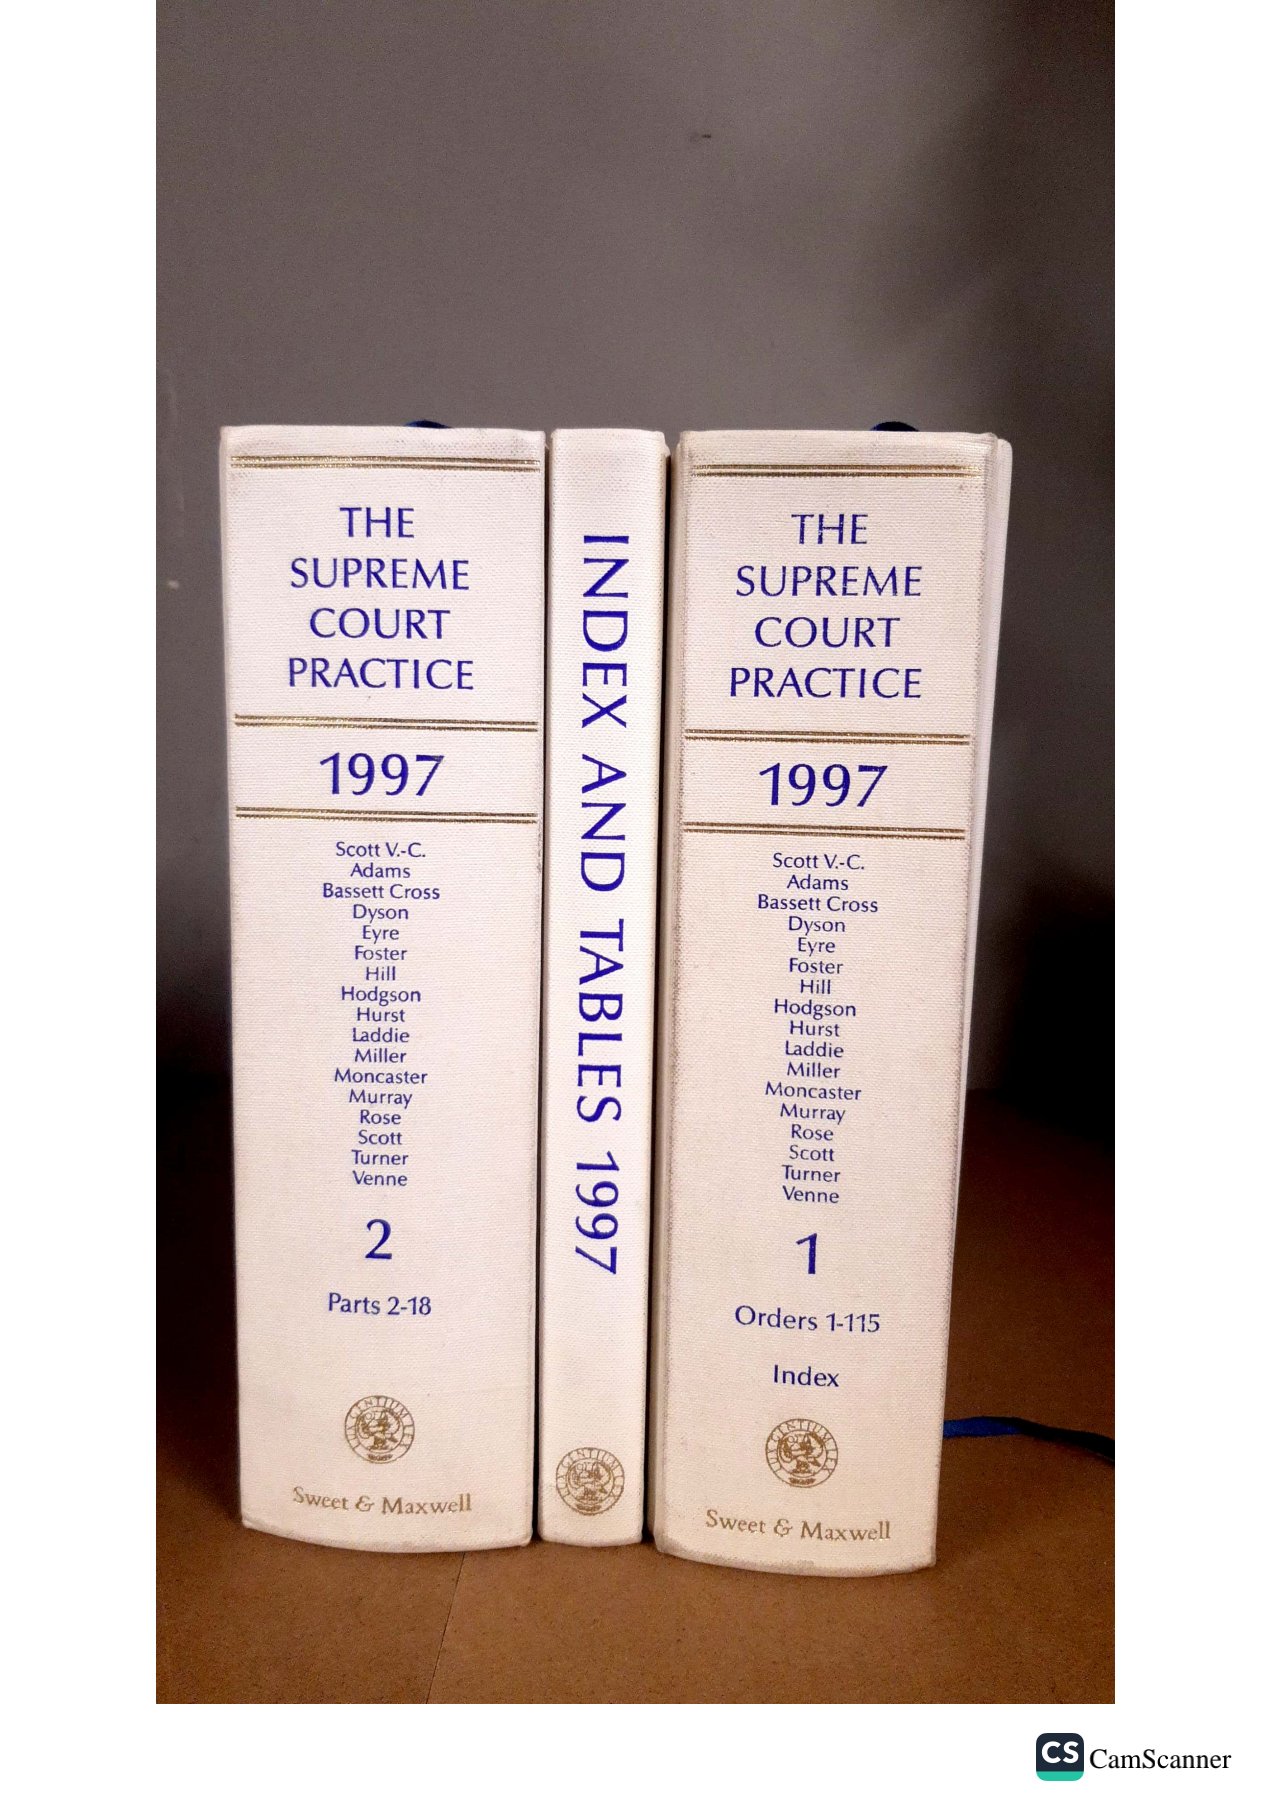 THE
SUPREME
COURT
PRACTICE
1997
Scott V.-C.
Adams
Bassett Cross
Dyson
Eyre
Foster
Hill
Hodgson
Hurst
Laddie
Miller
Moncaster
Murray
Rose
Scott
Turner
Venne
2
Parts 2-18
Sweet & Maxwell
INDEX AND TABLES 1997
THE
SUPREME
COURT
PRACTICE
1997
Scott V.-C.
Adams
Bassett Cross
Dyson
Eyre
Foster
Hill
Hodgson
Hurst
Laddie
Miller
Moncaster
Murray
Rose
Scott
Turner
Venne
1
Orders 1-115
Index
Sweet & Maxwell
CS CamScanner